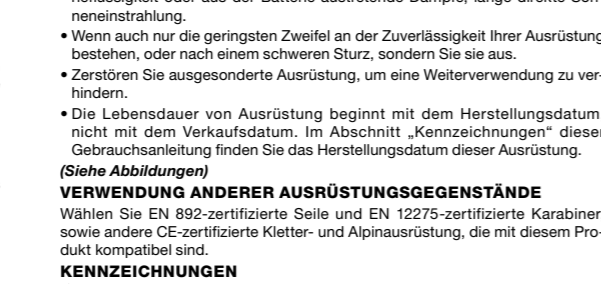 neneinstrahlung.
• Wenn auch nur die geringsten Zweifel an der Zuverlässigkeit Ihrer Ausrüstung
bestehen, oder nach einem schweren Sturz, sondern Sie sie aus.
• Zerstören Sie ausgesonderte Ausrüstung, um eine Weiterverwendung zu ver-
hindern.
• Die Lebensdauer von Ausrüstung beginnt mit dem Herstellungsdatum
nicht mit dem Verkaufsdatum. Im Abschnitt „Kennzeichnungen“ dieser
Gebrauchsanleitung finden Sie das Herstellungsdatum dieser Ausrüstung.
(Siehe Abbildungen)
VERWENDUNG ANDERER AUSRÜSTUNGSGEGENSTÄNDE
Wählen Sie EN 892-zertifizierte Seile und EN 12275-zertifizierte Karabiner
sowie andere CE-zertifizierte Kletter- und Alpinausrüstung, die mit diesem Pro-
dukt kompatibel sind.
KENNZEICHNUNGEN